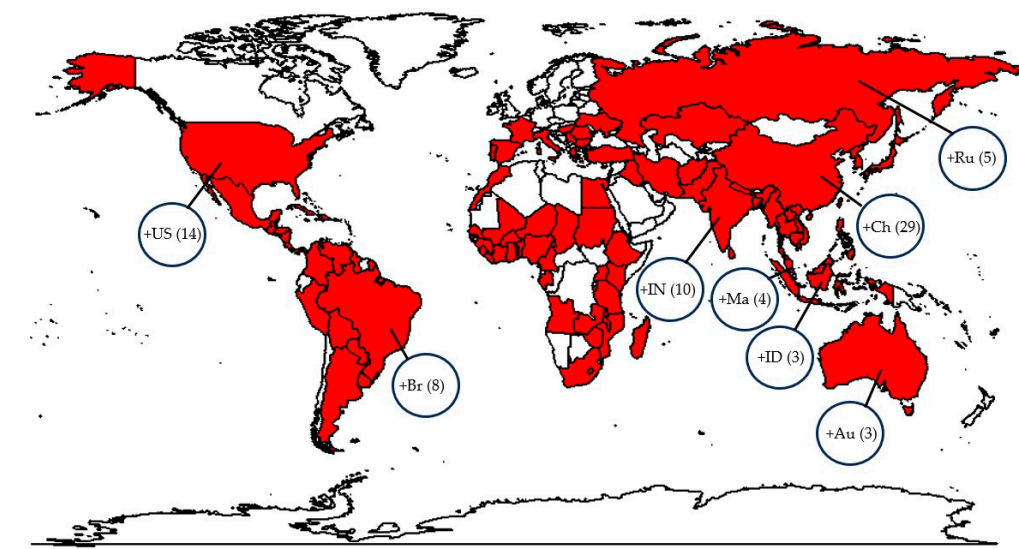 +Ru (5)
+Ch (29)
+US (14)
+IN (10)
+Ma (4)
+ID (3)
+Br (8)
+Au (3)